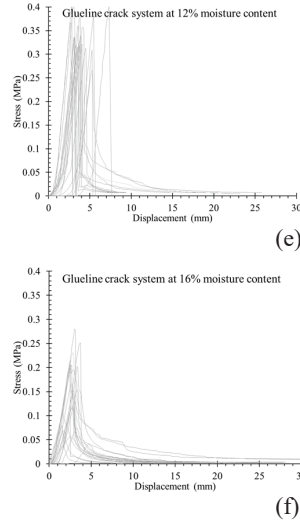 Glueline crack system at 12% moisture content
0.4
0.35
0.3
0.25
0.2
0.15
0.1
0.05
0
Stress (MPa)
0 5 10 15 20 25 30
Displacement (mm)
(e)
Glueline crack system at 16% moisture content
0.4
0.35
0.3
0.25
0.2
0.15
0.1
0.05
0
Stress (MPa)
0 5 10 15 20 25 30
Displacement (mm)
(f)